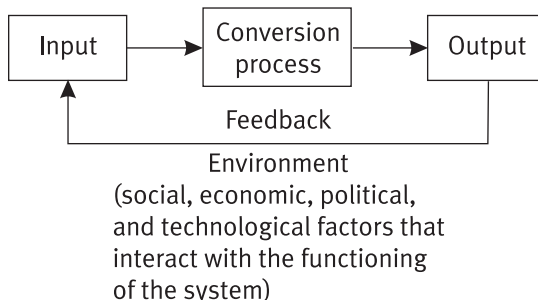 Input
Conversion
process
Output
Feedback
Environment
(social, economic, political,
and technological factors that
interact with the functioning
of the system)